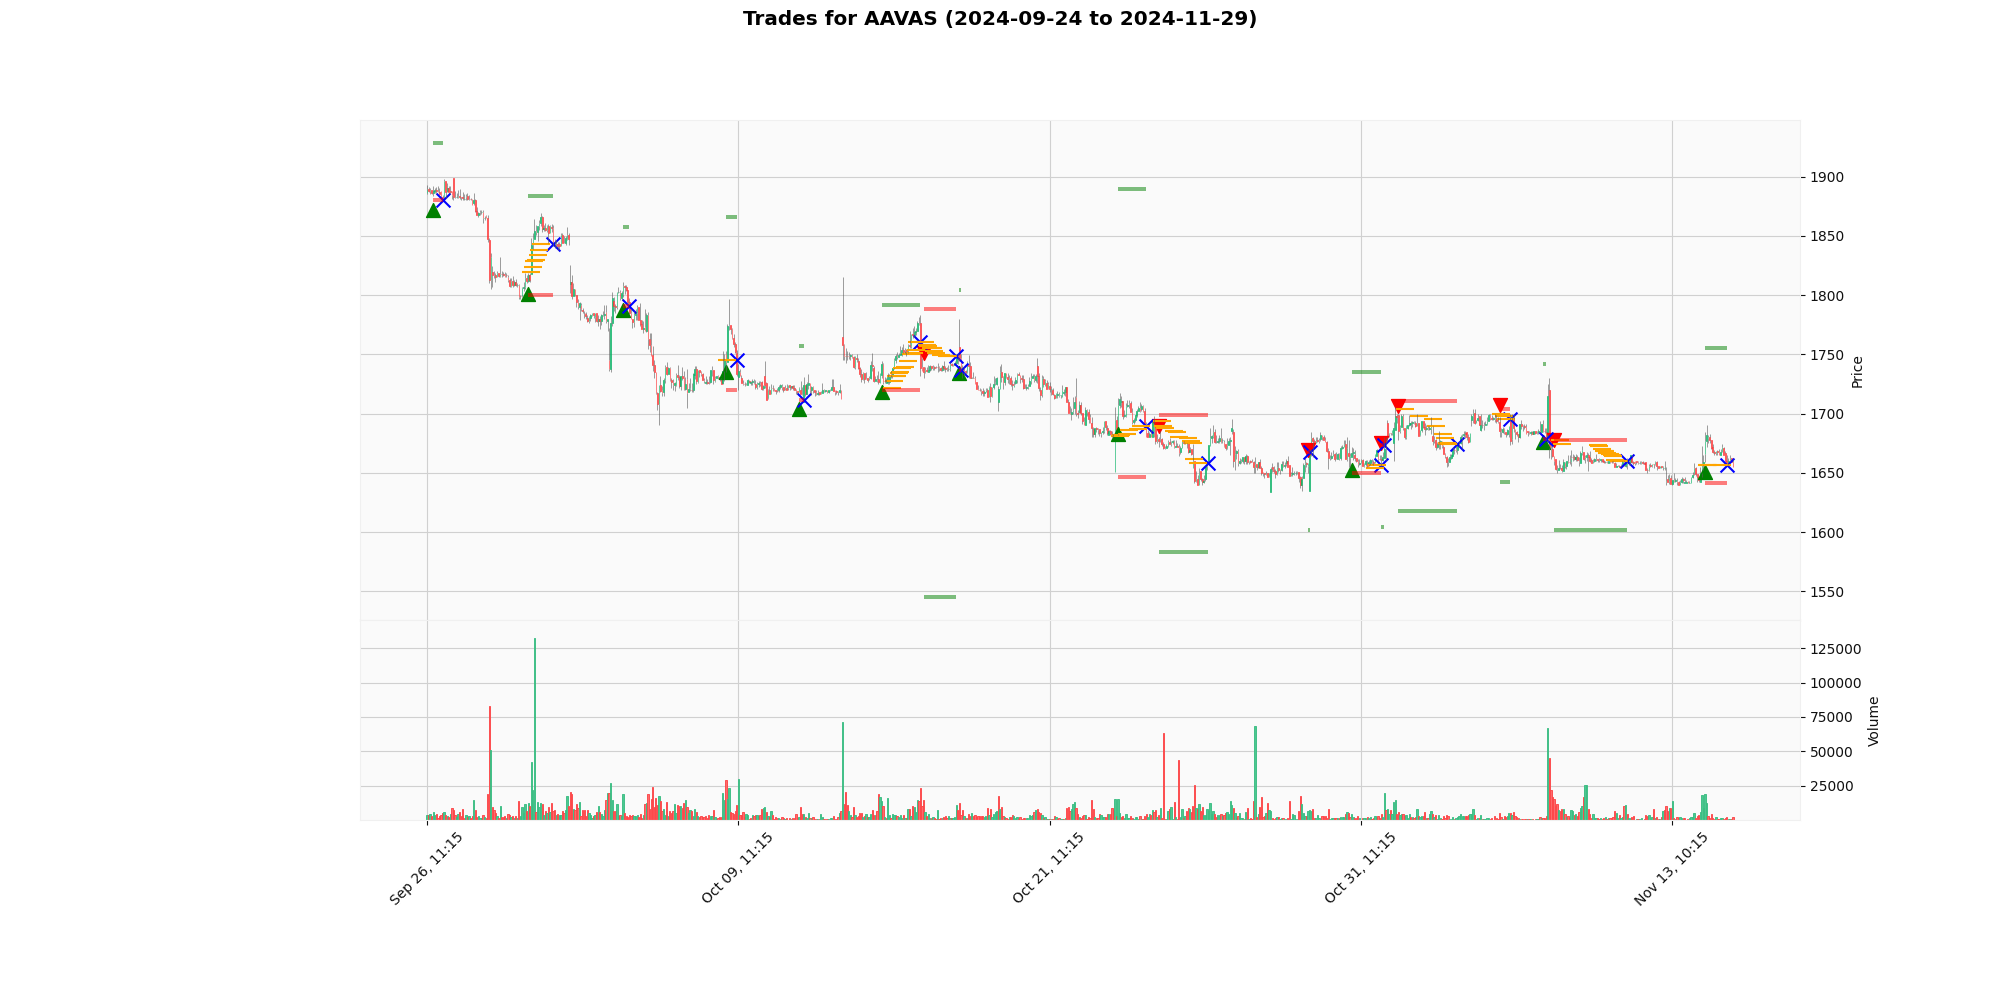 Trades for AAVAS (2024-09-24 to 2024-11-29)
1900
1850
1800
1750
1700
1650
1600
1550
Price
125000
100000
75000
50000
25000
Volume
Sep 26, 11:15
Oct 09, 11:15
Oct 21, 11:15
Oct 31, 11:15
Nov 13, 10:15